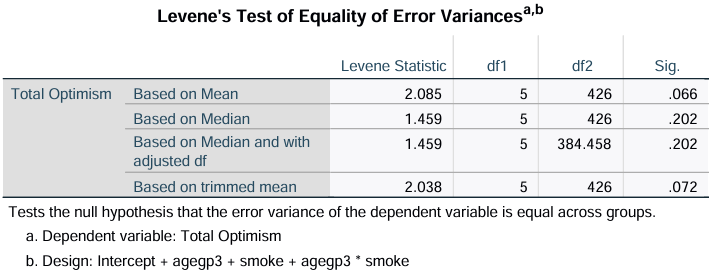 Levene's Test of Equality of Error Variancesa,b
Levene Statistic df1 df2 Sig.
Total Optimism Based on Mean 2.085 5 426 .066
Based on Median 1.459 5 426 .202
Based on Median and with adjusted df 1.459 5 384.458 .202
Based on trimmed mean 2.038 5 426 .072
Tests the null hypothesis that the error variance of the dependent variable is equal across groups.
a. Dependent variable: Total Optimism
b. Design: Intercept + agegp3 + smoke + agegp3 * smoke